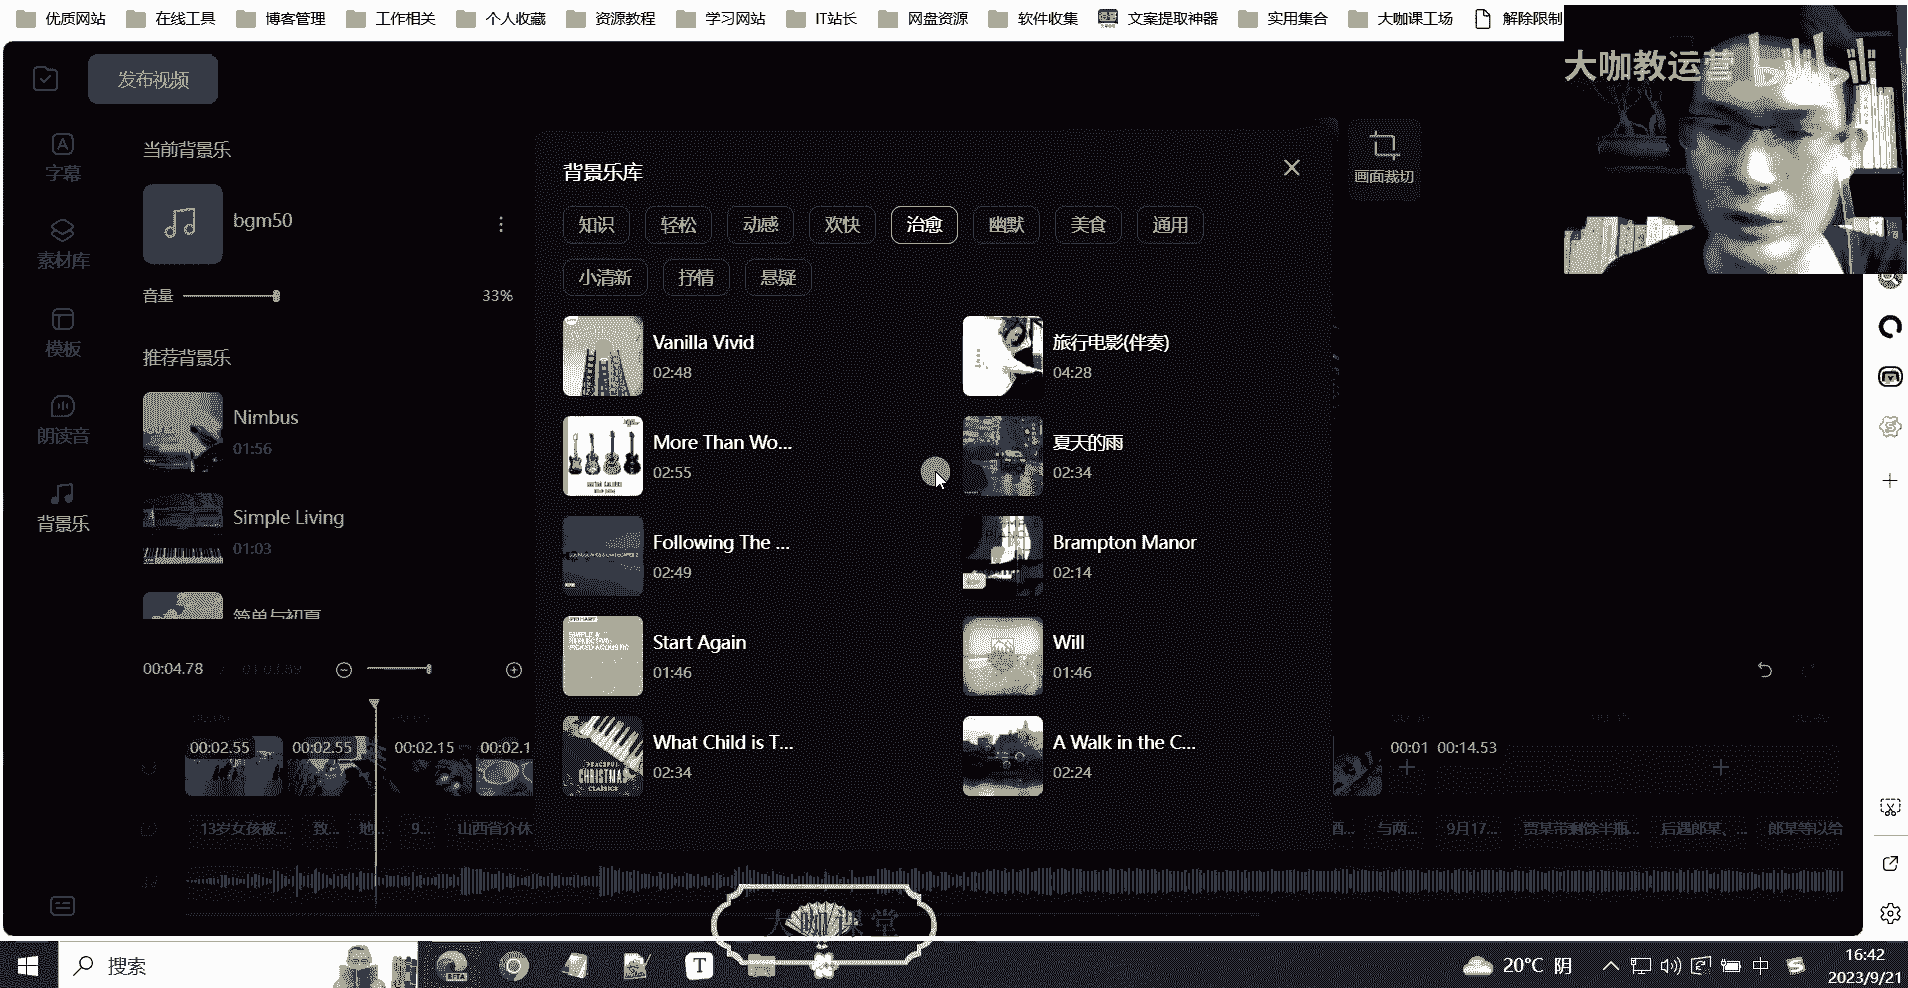 优质网站 在线工具 博客管理 工作相关 个人收藏 资源教程 学习网站 IT站长 网盘资源 软件收集 文案提取神器 实用集合 大咖课工场 解除限制
大咖教运营
发布视频
字幕
素材库
模板
朗读音
背景乐
当前背景乐
bgm50
音量 33%
推荐背景乐
Nimbus
01:56
Simple Living
01:03
简单与初夏
背景乐库
知识 轻松 动感 欢快 治愈 幽默 美食 通用
小清新 抒情 悬疑
Vanilla Vivid
02:48
旅行电影(伴奏)
04:28
More Than Wo...
02:55
夏天的雨
02:34
Following The ...
02:49
Brampton Manor
02:14
Start Again
01:46
Will
01:46
What Child is T...
02:34
A Walk in the C...
02:24
画面裁切
00:04.78
00:02.55 00:02.55 00:02.15 00:02.1
00:01 00:14.53
13岁女孩被... 致... 地... 9... 山西省介休
与两... 9月17... 贾某带剩馀半瓶... 后遇郎某、... 郎某等以给
大咖课堂
搜索
BETA
T
20°C 阴
中
16:42
2023/9/21